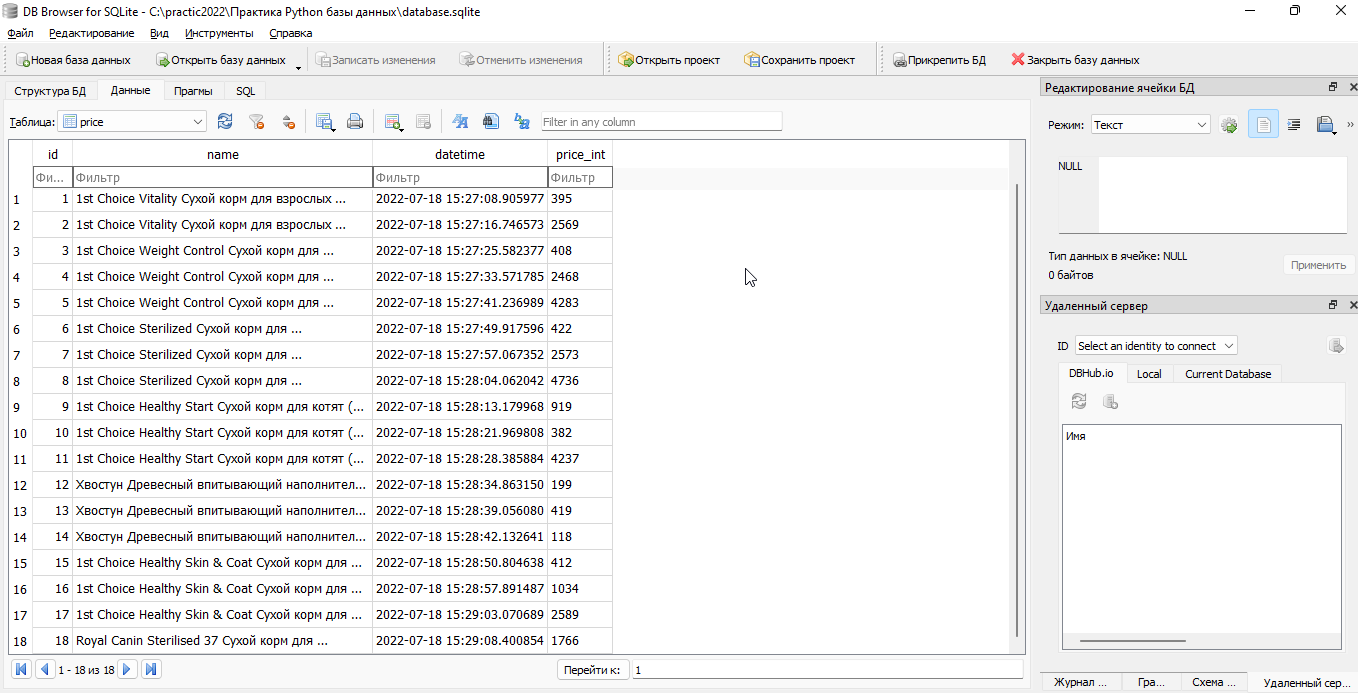 DB Browser for SQLite - C:\practic2022\Практика Python базы данных\database.sqlite
Файл Редактирование Вид Инструменты Справка
Новая база данных Открыть базу данных Записать изменения Отменить изменения Открыть проект Сохранить проект Прикрепить БД Закрыть базу данных
Структура БД Данные Прагмы SQL
Таблица: price Filter in any column
id name datetime price_int
Фи... Фильтр Фильтр Фильтр
1 1 1st Choice Vitality Сухой корм для взрослых ... 2022-07-18 15:27:08.905977 395
2 2 1st Choice Vitality Сухой корм для взрослых ... 2022-07-18 15:27:16.746573 2569
3 3 1st Choice Weight Control Сухой корм для ... 2022-07-18 15:27:25.582377 408
4 4 1st Choice Weight Control Сухой корм для ... 2022-07-18 15:27:33.571785 2468
5 5 1st Choice Weight Control Сухой корм для ... 2022-07-18 15:27:41.236989 4283
6 6 1st Choice Sterilized Сухой корм для ... 2022-07-18 15:27:49.917596 422
7 7 1st Choice Sterilized Сухой корм для ... 2022-07-18 15:27:57.067352 2573
8 8 1st Choice Sterilized Сухой корм для ... 2022-07-18 15:28:04.062042 4736
9 9 1st Choice Healthy Start Сухой корм для котят (... 2022-07-18 15:28:13.179968 919
10 10 1st Choice Healthy Start Сухой корм для котят (... 2022-07-18 15:28:21.969808 382
11 11 1st Choice Healthy Start Сухой корм для котят (... 2022-07-18 15:28:28.385884 4237
12 12 Хвостун Древесный впитывающий наполнител... 2022-07-18 15:28:34.863150 199
13 13 Хвостун Древесный впитывающий наполнител... 2022-07-18 15:28:39.056080 419
14 14 Хвостун Древесный впитывающий наполнител... 2022-07-18 15:28:42.132641 118
15 15 1st Choice Healthy Skin & Coat Сухой корм для ... 2022-07-18 15:28:50.804638 412
16 16 1st Choice Healthy Skin & Coat Сухой корм для ... 2022-07-18 15:28:57.891487 1034
17 17 1st Choice Healthy Skin & Coat Сухой корм для ... 2022-07-18 15:29:03.070689 2589
18 18 Royal Canin Sterilised 37 Сухой корм для ... 2022-07-18 15:29:08.400854 1766
1 - 18 из 18 Перейти к: 1
Редактирование ячейки БД
Режим: Текст
NULL
Тип данных в ячейке: NULL
0 байтов
Применить
Удаленный сервер
ID Select an identity to connect
DBHub.io Local Current Database
Имя
Журнал ... Гра... Схема ... Удаленный сер...